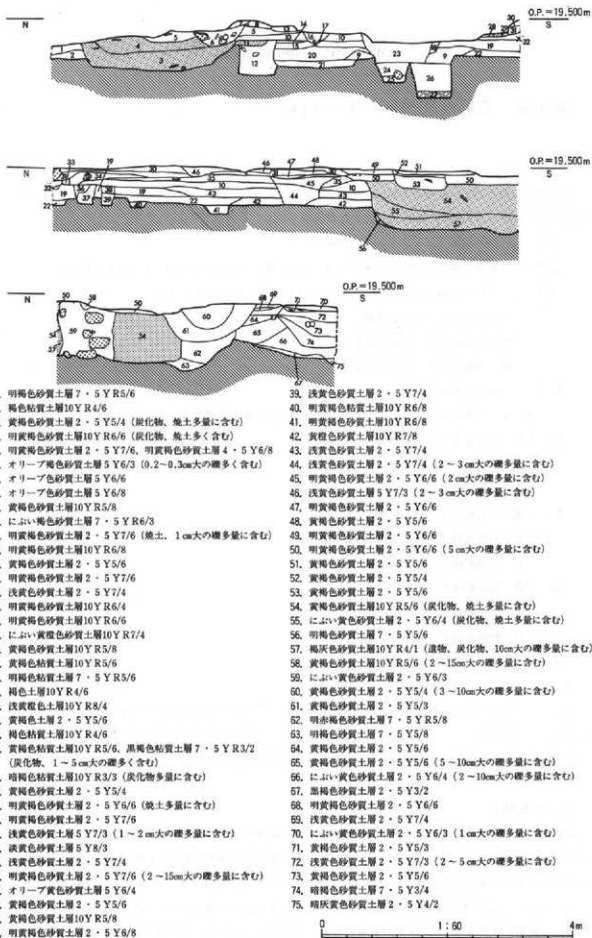 O.P.=19.500m
N S
O.P.=19.500m
N S
O.P.=19.500m
N S
明褐色砂質土層7・5YR5/6
褐色粘質土層10YR4/6
黄褐色砂質土層2・5Y5/4（炭化物、焼土多量に含む）
明黄褐色砂質土層10YR6/6（炭化物、焼土多く含む）
明黄褐色砂質土層2・5Y7/6、明黄褐色砂質土層4・5Y6/8
オリーブ褐色砂質土層5Y6/3（0.2~0.3cm大の礫多く含む）
オリーブ色砂質土層5Y6/6
オリーブ色砂質土層5Y6/8
黄褐色粘質土層10YR5/8
にぶい褐色砂質土層7・5YR6/3
明黄褐色砂質土層2・5Y7/6（焼土、1cm大の礫多量に含む）
明黄褐色砂質土層10YR6/8
黄褐色砂質土層2・5Y5/6
明黄褐色砂質土層2・5Y7/6
浅黄色砂質土層2・5Y7/4
明黄褐色砂質土層10YR6/4
明黄褐色砂質土層10YR6/6
にぶい黄橙色砂質土層10YR7/4
黄褐色砂質土層10YR5/8
黄褐色粘質土層10YR5/6
明褐色粘質土層7・5YR5/6
褐色土層10YR4/6
浅黄橙色土層10YR8/4
黄褐色土層2・5Y5/6
褐色粘質土層10YR4/6
黄褐色粘質土層10YR5/6、黒褐色粘質土層7・5YR3/2
（炭化物、1~5cm大の礫多く含む）
暗褐色粘質土層10YR3/3（炭化物多量に含む）
黄褐色砂質土層2・5Y5/4
明黄褐色砂質土層2・5Y6/6（焼土多量に含む）
明黄褐色砂質土層2・5Y7/6
浅黄色砂質土層5Y7/3（1~2cm大の礫多量に含む）
淡黄色砂質土層5Y8/3
浅黄色砂質土層2・5Y7/4
明黄褐色砂質土層2・5Y7/6（2~15cm大の礫多量に含む）
オリーブ黄色砂質土層5Y6/4
黄褐色砂質土層2・5Y5/6
黄褐色砂質土層10YR5/8
明黄褐色砂質土層2・5Y6/8
39. 浅黄色砂質土層2・5Y7/4
40. 明黄褐色粘質土層10YR6/8
41. 明黄褐色砂質土層10YR6/8
42. 黄橙色砂質土層10YR7/8
43. 浅黄色砂質土層2・5Y7/4
44. 浅黄色砂質土層2・5Y7/4（2~3cm大の礫多量に含む）
45. 明黄褐色砂質土層2・5Y6/6（2cm大の礫多量に含む）
46. 浅黄色砂質土層5Y7/3（2~3cm大の礫多量に含む）
47. 明黄褐色砂質土層2・5Y6/6
48. 黄褐色砂質土層2・5Y5/6
49. 明黄褐色砂質土層2・5Y6/6
50. 明黄褐色砂質土層2・5Y6/6（5cm大の礫多量に含む）
51. 黄褐色砂質土層2・5Y5/6
52. 黄褐色砂質土層2・5Y5/4
53. 黄褐色砂質土層2・5Y5/6
54. 黄褐色砂質土層10YR5/6（炭化物、焼土多量に含む）
55. にぶい黄色砂質土層2・5Y6/4（炭化物、焼土多量に含む）
56. 明褐色砂質土層7・5Y5/6
57. 褐灰色砂質土層10YR4/1（遺物、炭化物、10cm大の礫多量に含む）
58. 黄褐色砂質土層10YR5/6（2~15cm大の礫多量に含む）
59. にぶい黄色砂質土層2・5Y6/3
60. 黄褐色砂質土層2・5Y5/4（3~10cm大の礫多量に含む）
61. 黄褐色砂質土層2・5Y5/3
62. 明赤褐色土層7・5YR5/8
63. 明褐色砂質土層7・5Y5/8
64. 黄褐色砂質土層2・5Y5/6
65. 黄褐色砂質土層2・5Y5/6（5~10cm大の礫多量に含む）
66. にぶい黄色砂質土層2・5Y6/4（2~10cm大の礫多量に含む）
67. 黒褐色砂質土層2・5Y3/2
68. 明黄褐色砂質土層2・5Y6/6
69. 浅黄色砂質土層2・5Y7/4
70. にぶい黄色砂質土層2・5Y6/3（1cm大の礫多量に含む）
71. 黄褐色砂質土層2・5Y5/3
72. 浅黄色砂質土層2・5Y7/3（2~5cm大の礫多量に含む）
73. 黄褐色砂質土層2・5Y5/6
74. 暗褐色砂質土層7・5Y3/4
75. 暗灰黄色砂質土層2・5Y4/2
0 1:60 4m